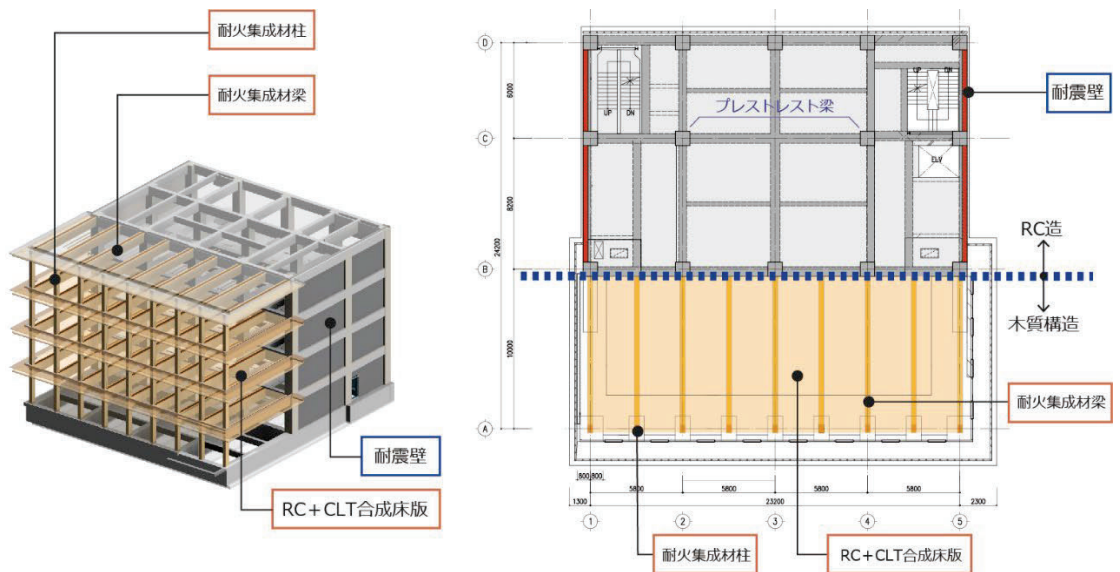 耐火集成材柱
耐火集成材梁
耐震壁
RC+CLT合成床版
D
C
B
A
6000
8200
24200
10000
UP
DN
プレストレスト梁
UP
DN
ELV
耐震壁
RC造
木質構造
耐火集成材梁
600
600
5800
5800
5800
5800
1300
23200
2300
1
2
3
4
5
耐火集成材柱
RC+CLT合成床版